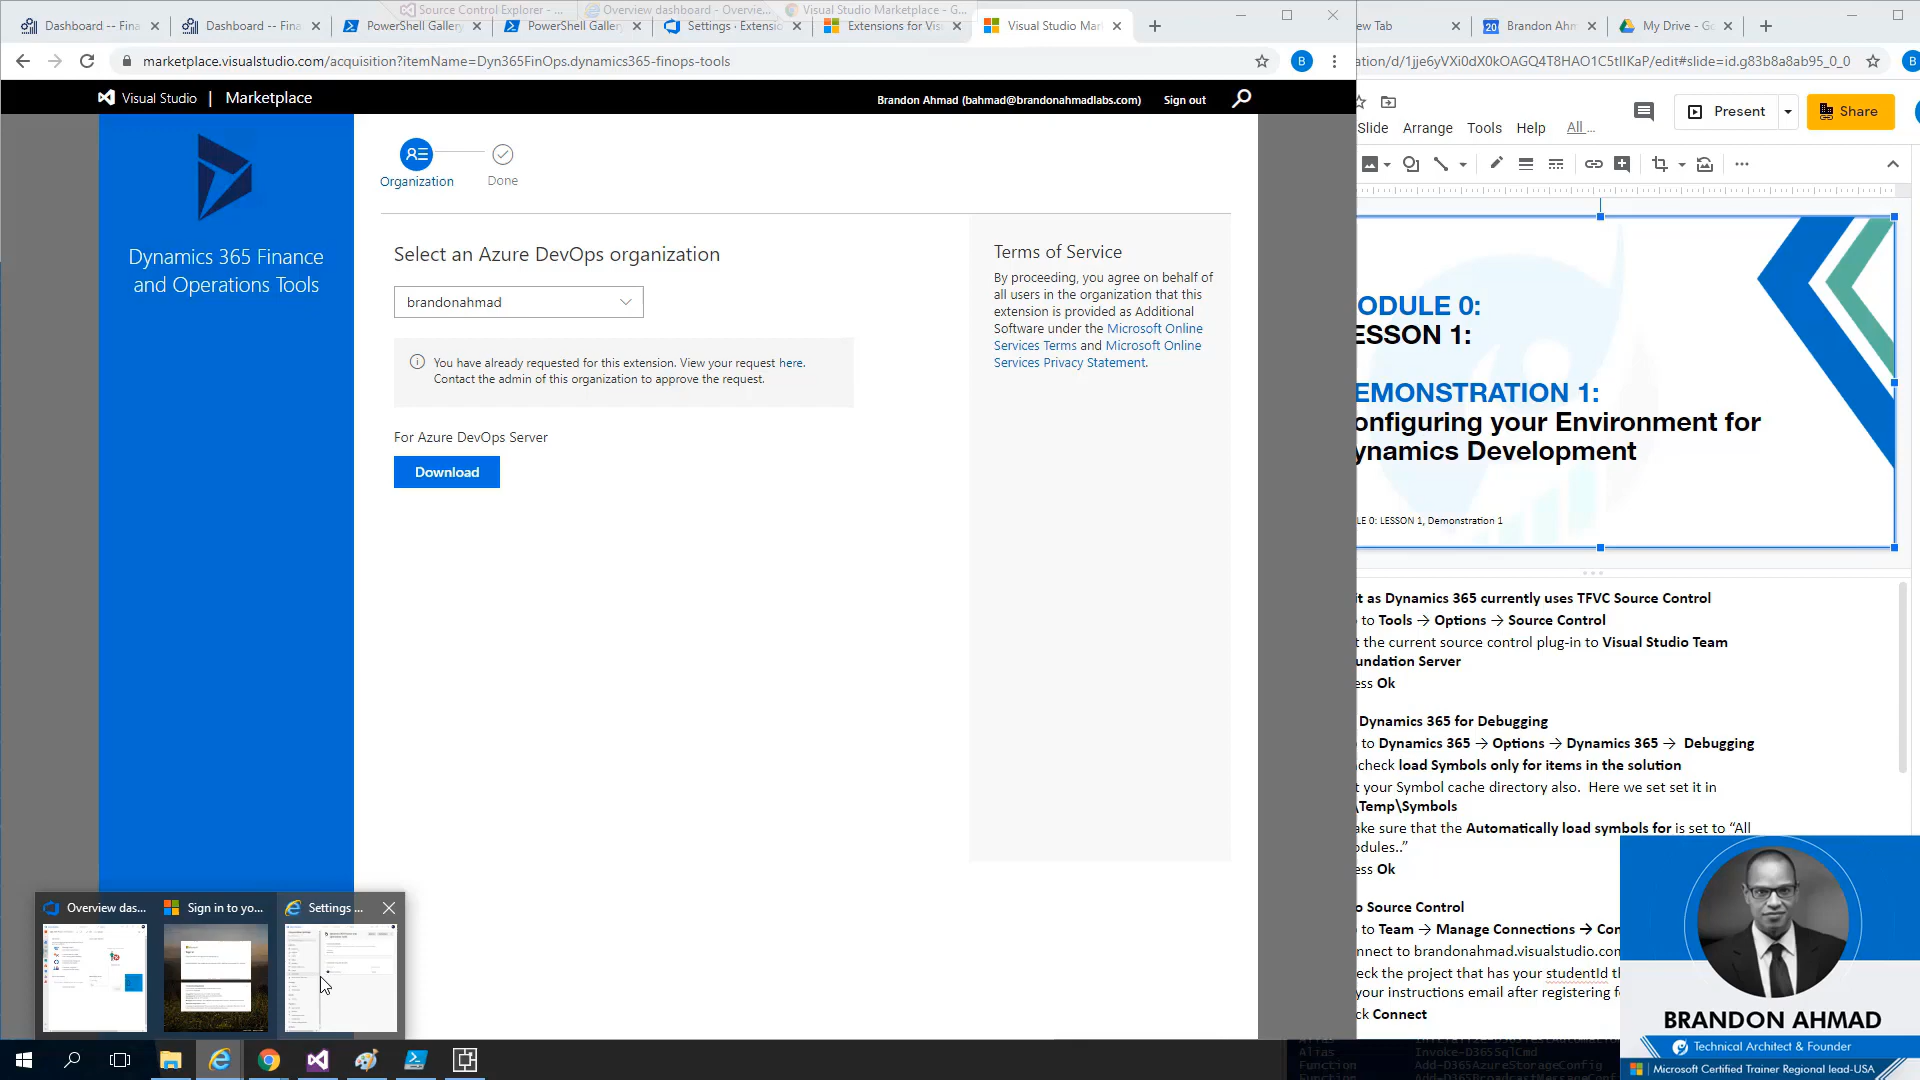 Source Control Explorer - ...
Overview dashboard - Overvie...
Visual Studio Marketplace - G...
Dashboard -- Fina
Dashboard -- Fina
PowerShell Gallery
PowerShell Gallery
Settings · Extension
Extensions for Vis
Visual Studio Mar
ew Tab
Brandon Ahm
My Drive - Go
marketplace.visualstudio.com/acquisition?itemName=Dyn365FinOps.dynamics365-finops-tools
B
ation/d/1jje6yVXi0dX0kOAGQ4T8HAO1C5tIIKaP/edit#slide=id.g83b8a8ab95_0_0
B
Visual Studio | Marketplace
Brandon Ahmad (bahmad@brandonahmadlabs.com)
Sign out
Present
Share
Slide
Arrange
Tools
Help
All ...
Organization
Done
Dynamics 365 Finance
and Operations Tools
Select an Azure DevOps organization
brandonahmad
You have already requested for this extension. View your request here.
Contact the admin of this organization to approve the request.
For Azure DevOps Server
Download
Terms of Service
By proceeding, you agree on behalf of
all users in the organization that this
extension is provided as Additional
Software under the Microsoft Online
Services Terms and Microsoft Online
Services Privacy Statement.
ODULE 0:
ESSON 1:
EMONSTRATION 1:
onfiguring your Environment for
ynamics Development
LE 0: LESSON 1, Demonstration 1
it as Dynamics 365 currently uses TFVC Source Control
to Tools → Options → Source Control
t the current source control plug-in to Visual Studio Team
undation Server
ess Ok
Dynamics 365 for Debugging
to Dynamics 365 → Options → Dynamics 365 → Debugging
check load Symbols only for items in the solution
t your Symbol cache directory also. Here we set set it in
\Temp\Symbols
ake sure that the Automatically load symbols for is set to “All
odules..”
ess Ok
o Source Control
to Team → Manage Connections → Con
nnect to brandonahmad.visualstudio.com
eck the project that has your studentId th
your instructions email after registering fo
ck Connect
Overview das...
Sign in to yo...
Settings ...
BRANDON AHMAD
Technical Architect & Founder
Microsoft Certified Trainer Regional lead-USA
Alias
Invoke-D365SqlCmd
Function
Add-D365AzureStorageConfig